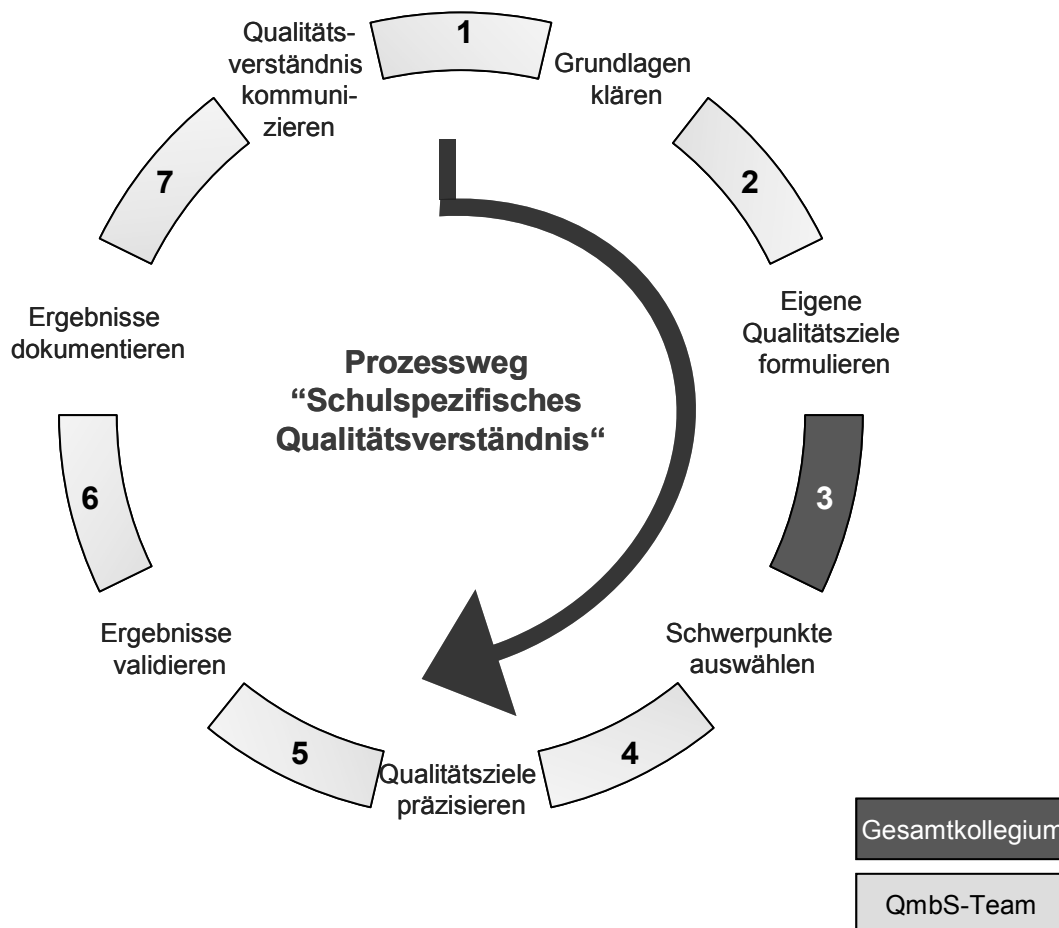 1
Grundlagen
klären
2
Eigene
Qualitätsziele
formulieren
3
Schwerpunkte
auswählen
4
Qualitätsziele
präzisieren
5
Ergebnisse
validieren
6
Ergebnisse
dokumentieren
7
Qualitäts-
verständnis
kommuni-
zieren
Prozessweg
“Schulspezifisches
Qualitätsverständnis“
Gesamtkollegium
QmbS-Team